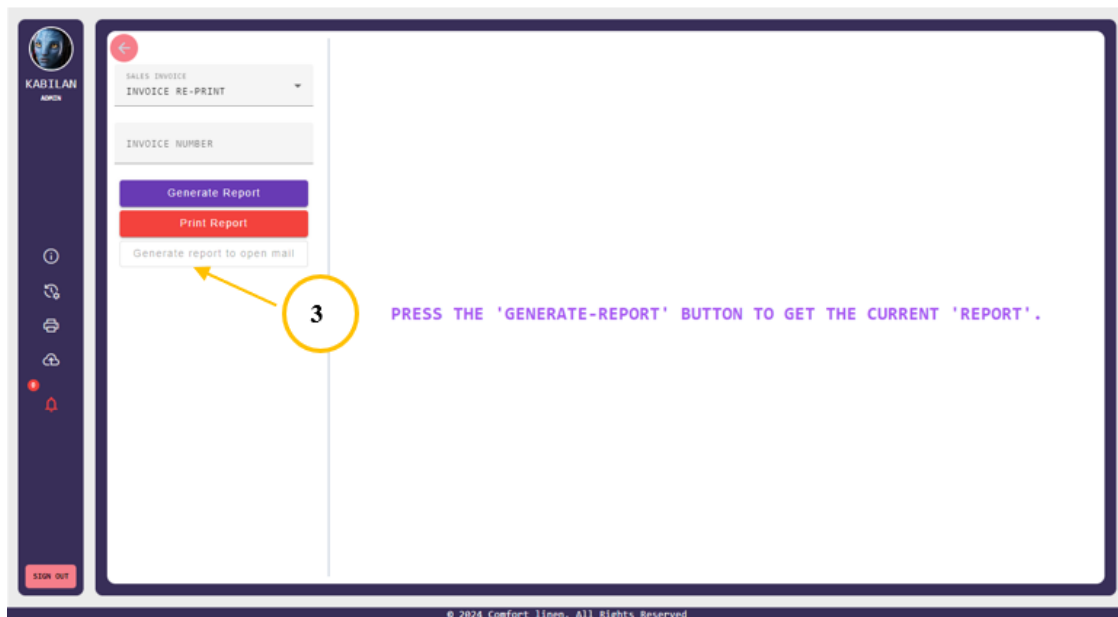 KABILAN
ADMIN
SALES INVOICE
INVOICE RE-PRINT
INVOICE NUMBER
Generate Report
Print Report
Generate report to open mail
3
PRESS THE 'GENERATE-REPORT' BUTTON TO GET THE CURRENT 'REPORT'.
SIGN OUT
© 2024 Comfort linen. All Rights Reserved